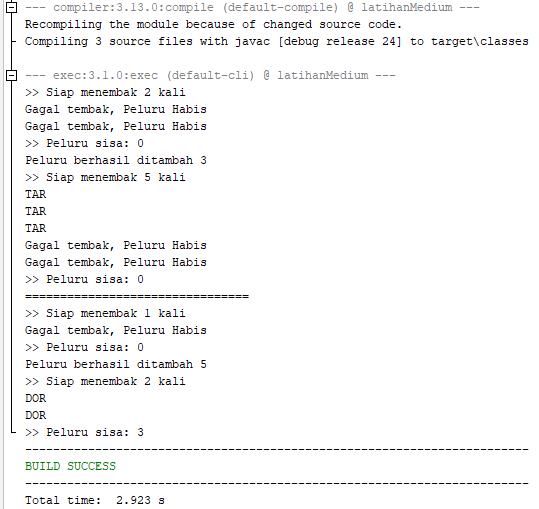 --- compiler:3.13.0:compile (default-compile) @ latihanMedium ---
Recompiling the module because of changed source code.
Compiling 3 source files with javac [debug release 24] to target\classes
--- exec:3.1.0:exec (default-cli) @ latihanMedium ---
>> Siap menembak 2 kali
Gagal tembak, Peluru Habis
Gagal tembak, Peluru Habis
>> Peluru sisa: 0
Peluru berhasil ditambah 3
>> Siap menembak 5 kali
TAR
TAR
TAR
Gagal tembak, Peluru Habis
Gagal tembak, Peluru Habis
>> Peluru sisa: 0
================================
>> Siap menembak 1 kali
Gagal tembak, Peluru Habis
>> Peluru sisa: 0
Peluru berhasil ditambah 5
>> Siap menembak 2 kali
DOR
DOR
>> Peluru sisa: 3
------------------------------------------------------------------------
BUILD SUCCESS
------------------------------------------------------------------------
Total time:  2.923 s